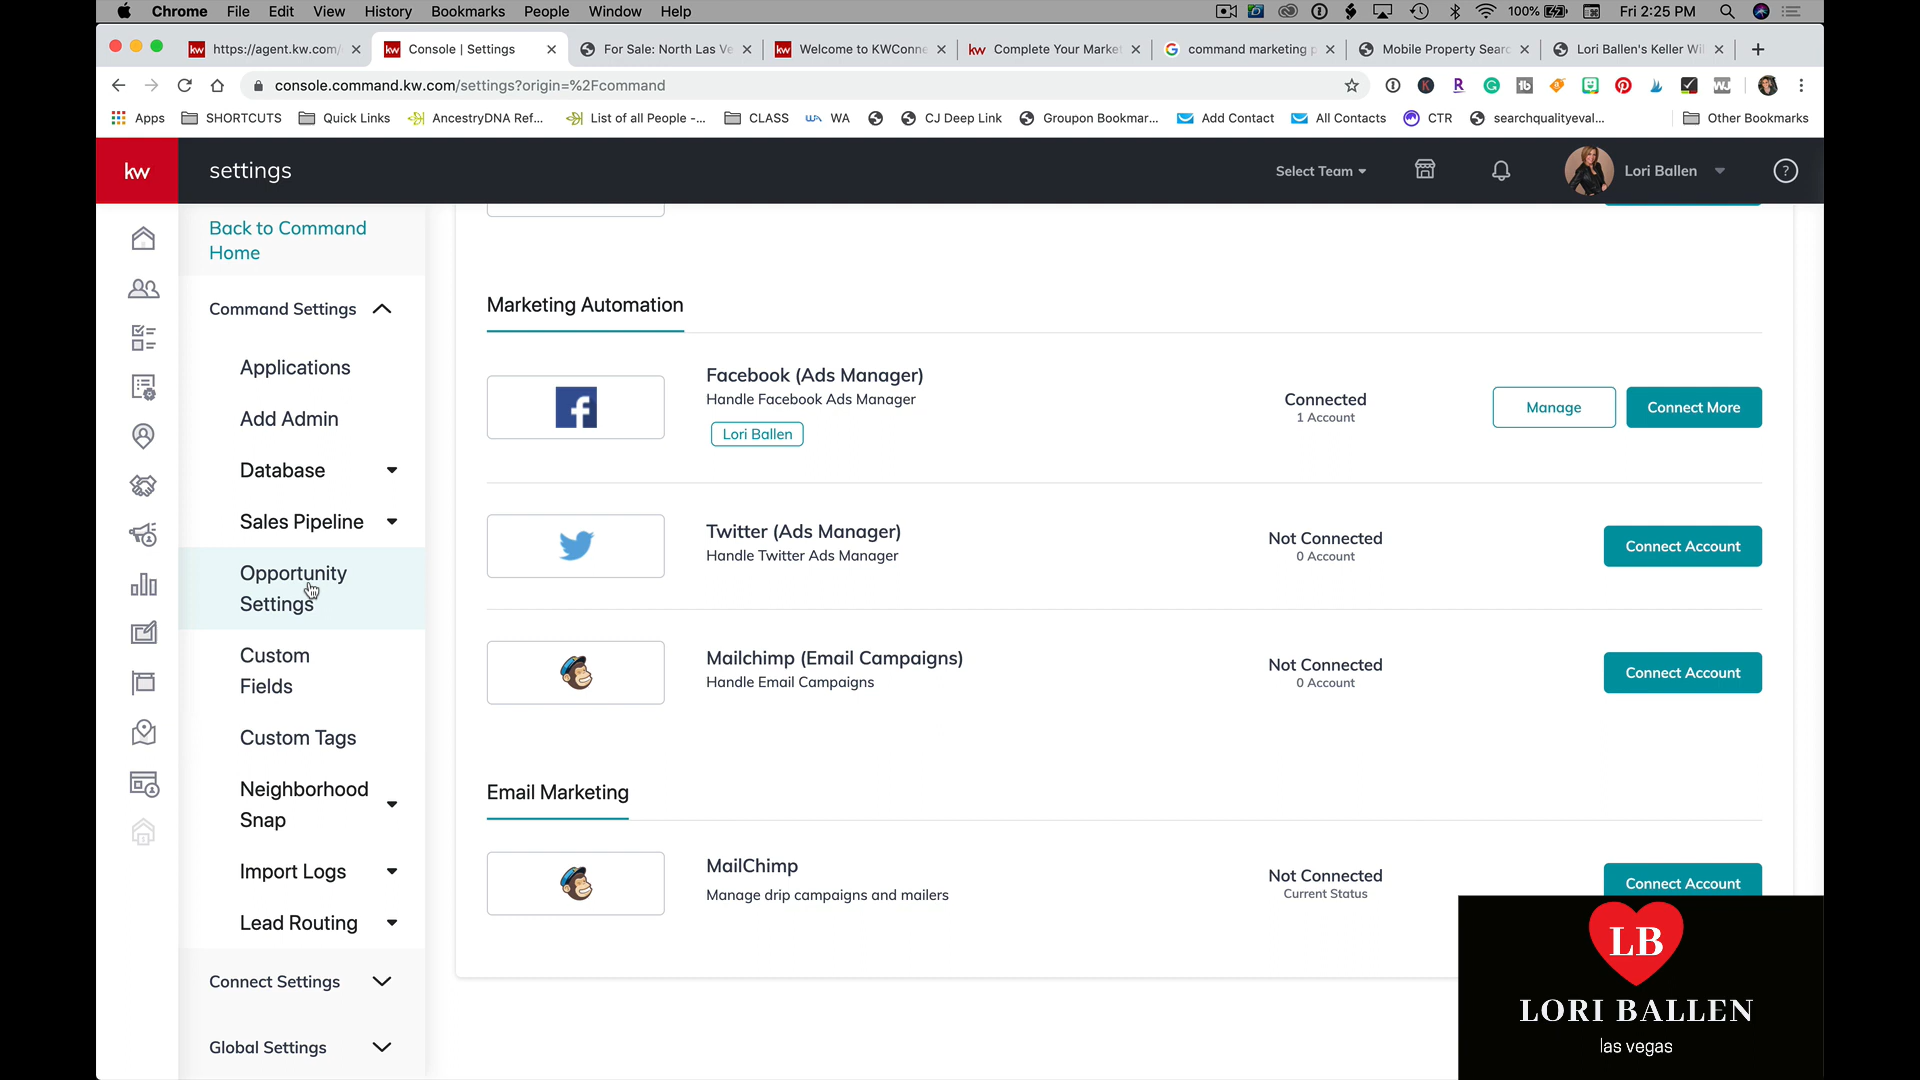 Chrome File Edit View History Bookmarks People Window Help 100% Fri 2:25 PM
https://agent.kw.com/ Console | Settings For Sale: North Las Ve Welcome to KWConne Complete Your Market command marketing p Mobile Property Searc Lori Ballen's Keller Wil
console.command.kw.com/settings?origin=%2Fcommand
Apps SHORTCUTS Quick Links AncestryDNA Ref... List of all People -... CLASS WA CJ Deep Link Groupon Bookmar... Add Contact All Contacts CTR searchqualityeval... Other Bookmarks
kw settings Select Team Lori Ballen ?
Back to Command
Home
Command Settings
Applications
Add Admin
Database
Sales Pipeline
Opportunity
Settings
Custom
Fields
Custom Tags
Neighborhood
Snap
Import Logs
Lead Routing
Connect Settings
Global Settings
Marketing Automation
Facebook (Ads Manager)
Handle Facebook Ads Manager
Lori Ballen
Connected
1 Account
Manage
Connect More
Twitter (Ads Manager)
Handle Twitter Ads Manager
Not Connected
0 Account
Connect Account
Mailchimp (Email Campaigns)
Handle Email Campaigns
Not Connected
0 Account
Connect Account
Email Marketing
MailChimp
Manage drip campaigns and mailers
Not Connected
Current Status
Connect Account
LB
LORI BALLEN
las vegas